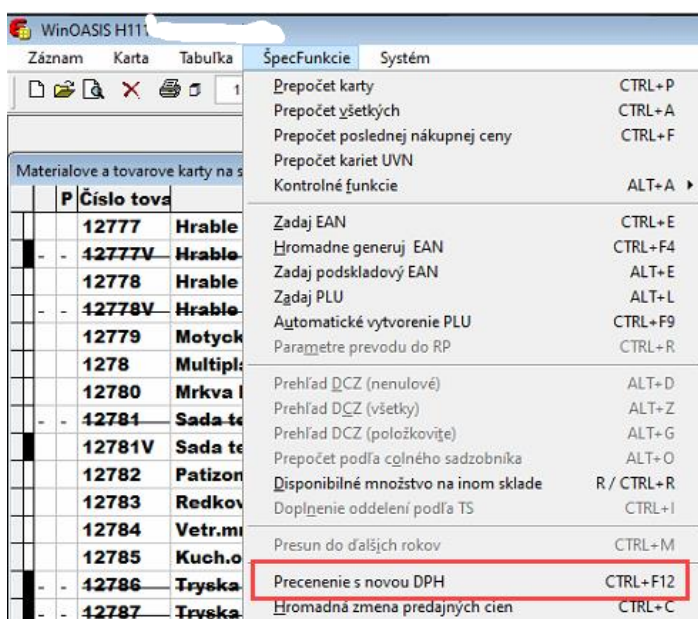 WinOASIS H111
Záznam Karta Tabuľka ŠpecFunkcie Systém
1
Prepočet karty CTRL+P
Prepočet všetkých CTRL+A
Prepočet poslednej nákupnej ceny CTRL+F
Prepočet kariet UVN
Kontrolné funkcie ALT+A
Zadaj EAN CTRL+E
Hromadne generuj EAN CTRL+F4
Zadaj podskladový EAN ALT+E
Zadaj PLU ALT+L
Automatické vytvorenie PLU CTRL+F9
Parametre prevodu do RP CTRL+R
Prehľad DCZ (nenulové) ALT+D
Prehľad DCZ (všetky) ALT+Z
Prehľad DCZ (položkovite) ALT+G
Prepočet podľa colného sadzobníka ALT+O
Disponibilné množstvo na inom sklade R / CTRL+R
Doplnenie oddelení podľa TS CTRL+I
Presun do ďalších rokov CTRL+M
Precenenie s novou DPH CTRL+F12
Hromadná zmena predajných cien CTRL+C
Materialove a tovarove karty na s
P Číslo tova
12777 Hrable
- - 12777V Hrable
12778 Hrable
- - 12778V Hrable
12779 Motyck
1278 Multipl
12780 Mrkva
- - 12781 Sada te
12781V Sada te
12782 Patizon
12783 Redkov
12784 Vetr.m
12785 Kuch.o
- - 12786 Tryska
- - 12787 Tryska